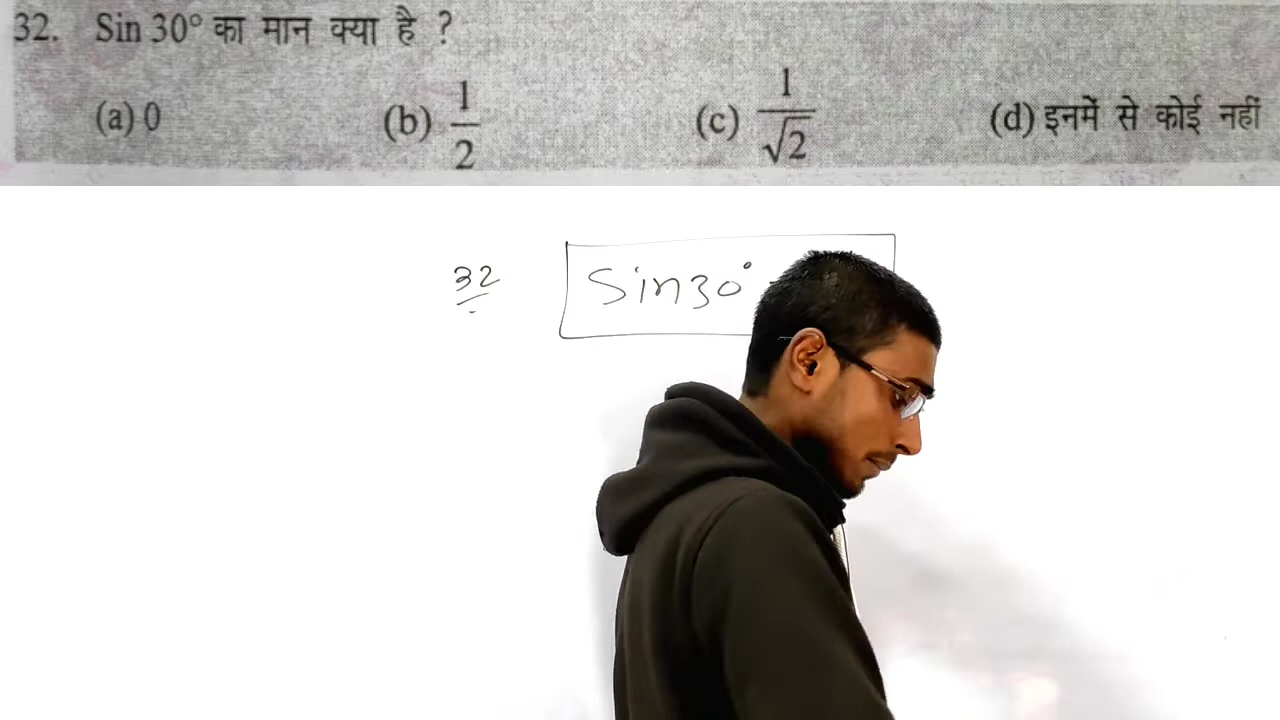 32. Sin 30° का मान क्या है ?
(a) 0 (b) 1/2 (c) 1/√2 (d) इनमें से कोई नहीं
32 Sin30°